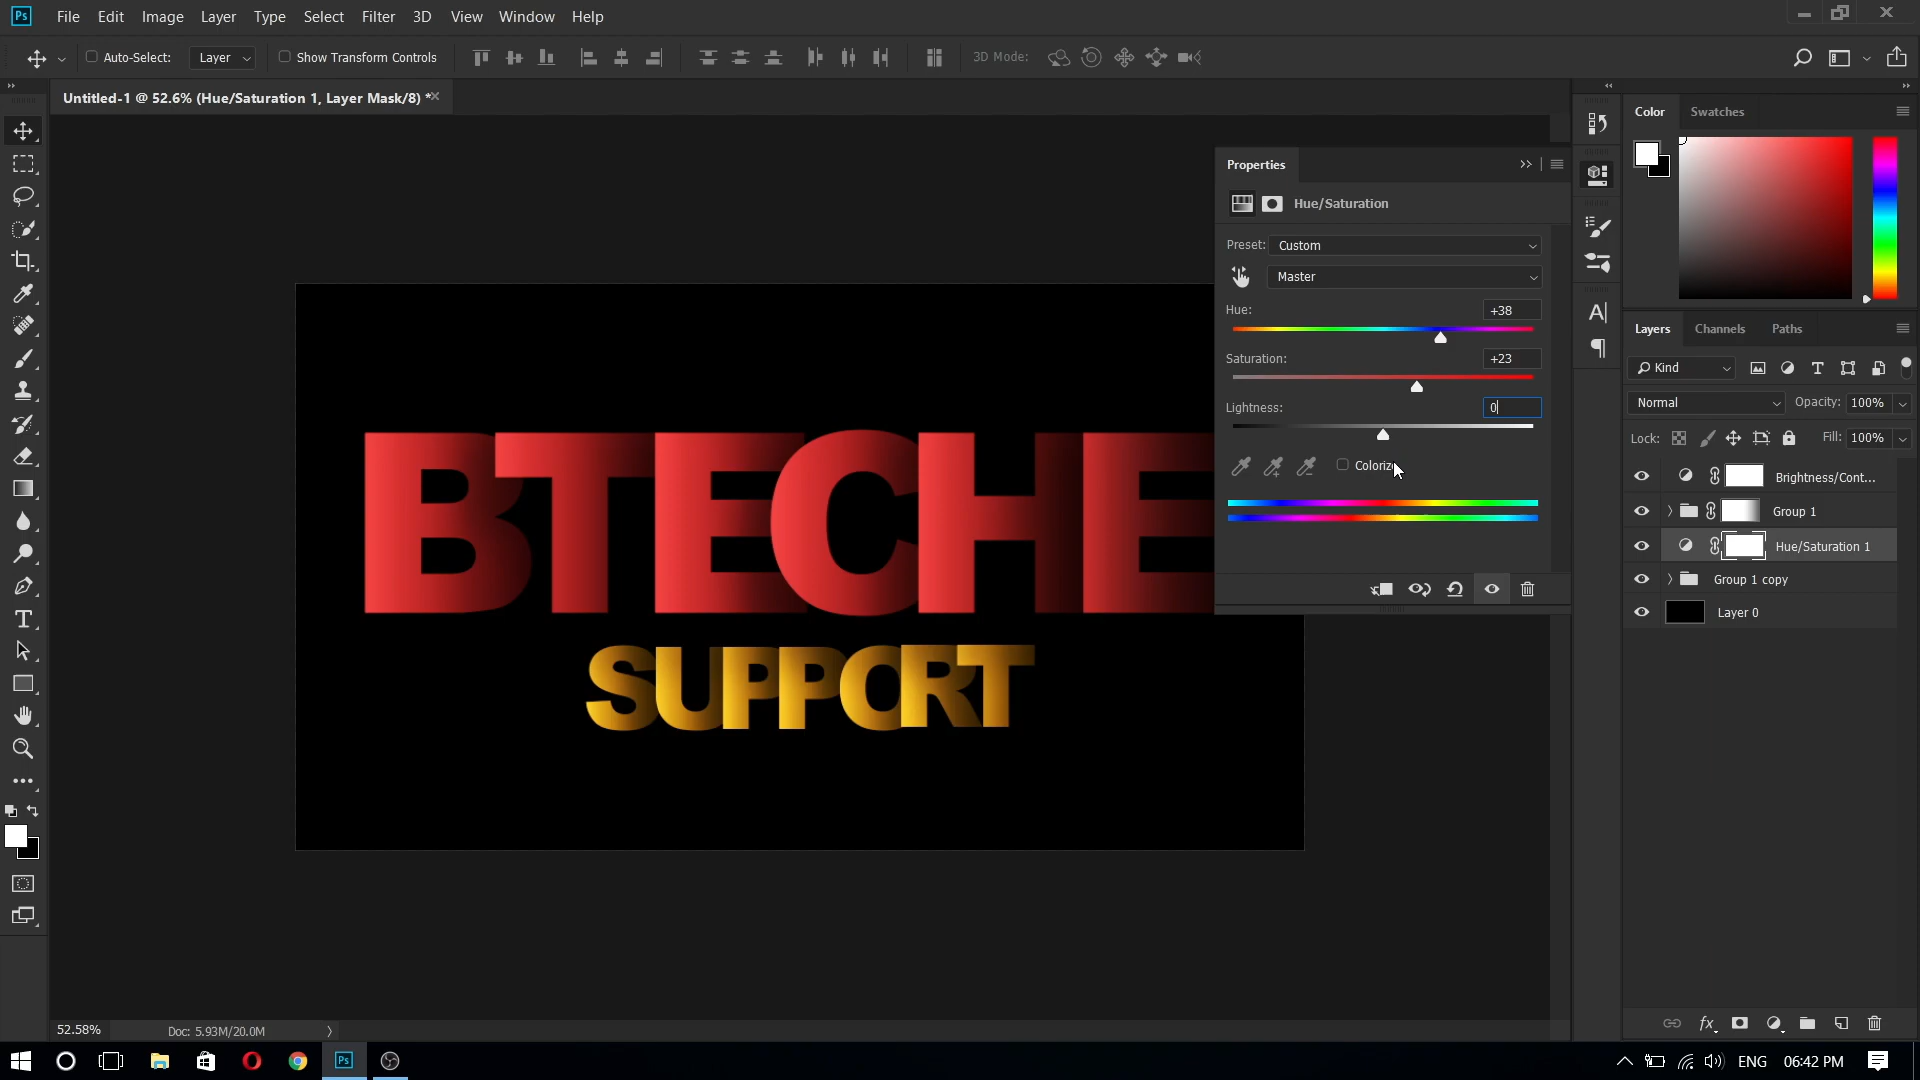 Ps File Edit Image Layer Type Select Filter 3D View Window Help
Auto-Select: Layer Show Transform Controls 3D Mode:
Untitled-1 @ 52.6% (Hue/Saturation 1, Layer Mask/8) *
Color Swatches
Properties
Hue/Saturation
Preset: Custom
Master
Hue: +38
Saturation: +23
Lightness: 0
Colorize
Layers Channels Paths
Kind
Normal Opacity: 100%
Lock: Fill: 100%
Brightness/Cont...
Group 1
Hue/Saturation 1
Group 1 copy
Layer 0
BTECHE
SUPPORT
52.58% Doc: 5.93M/20.0M
Ps ENG 06:42 PM